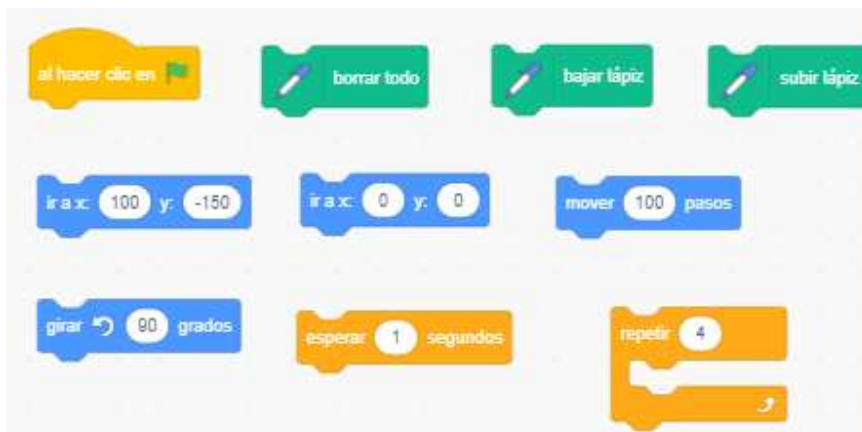 al hacer clic en
borrar todo
bajar lápiz
subir lápiz
ir a x: 100 y: -150
ir a x: 0 y: 0
mover 100 pasos
girar 90 grados
esperar 1 segundos
repetir 4